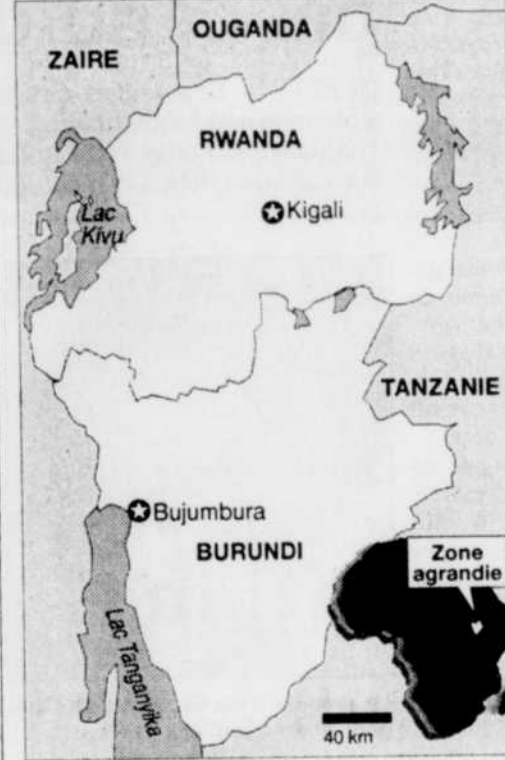 OUGANDA
ZAIRE
RWANDA
Lac
Kivu
Kigali
TANZANIE
Bujumbura
BURUNDI
Zone
agrandie
Lac Tanganyika
40 km